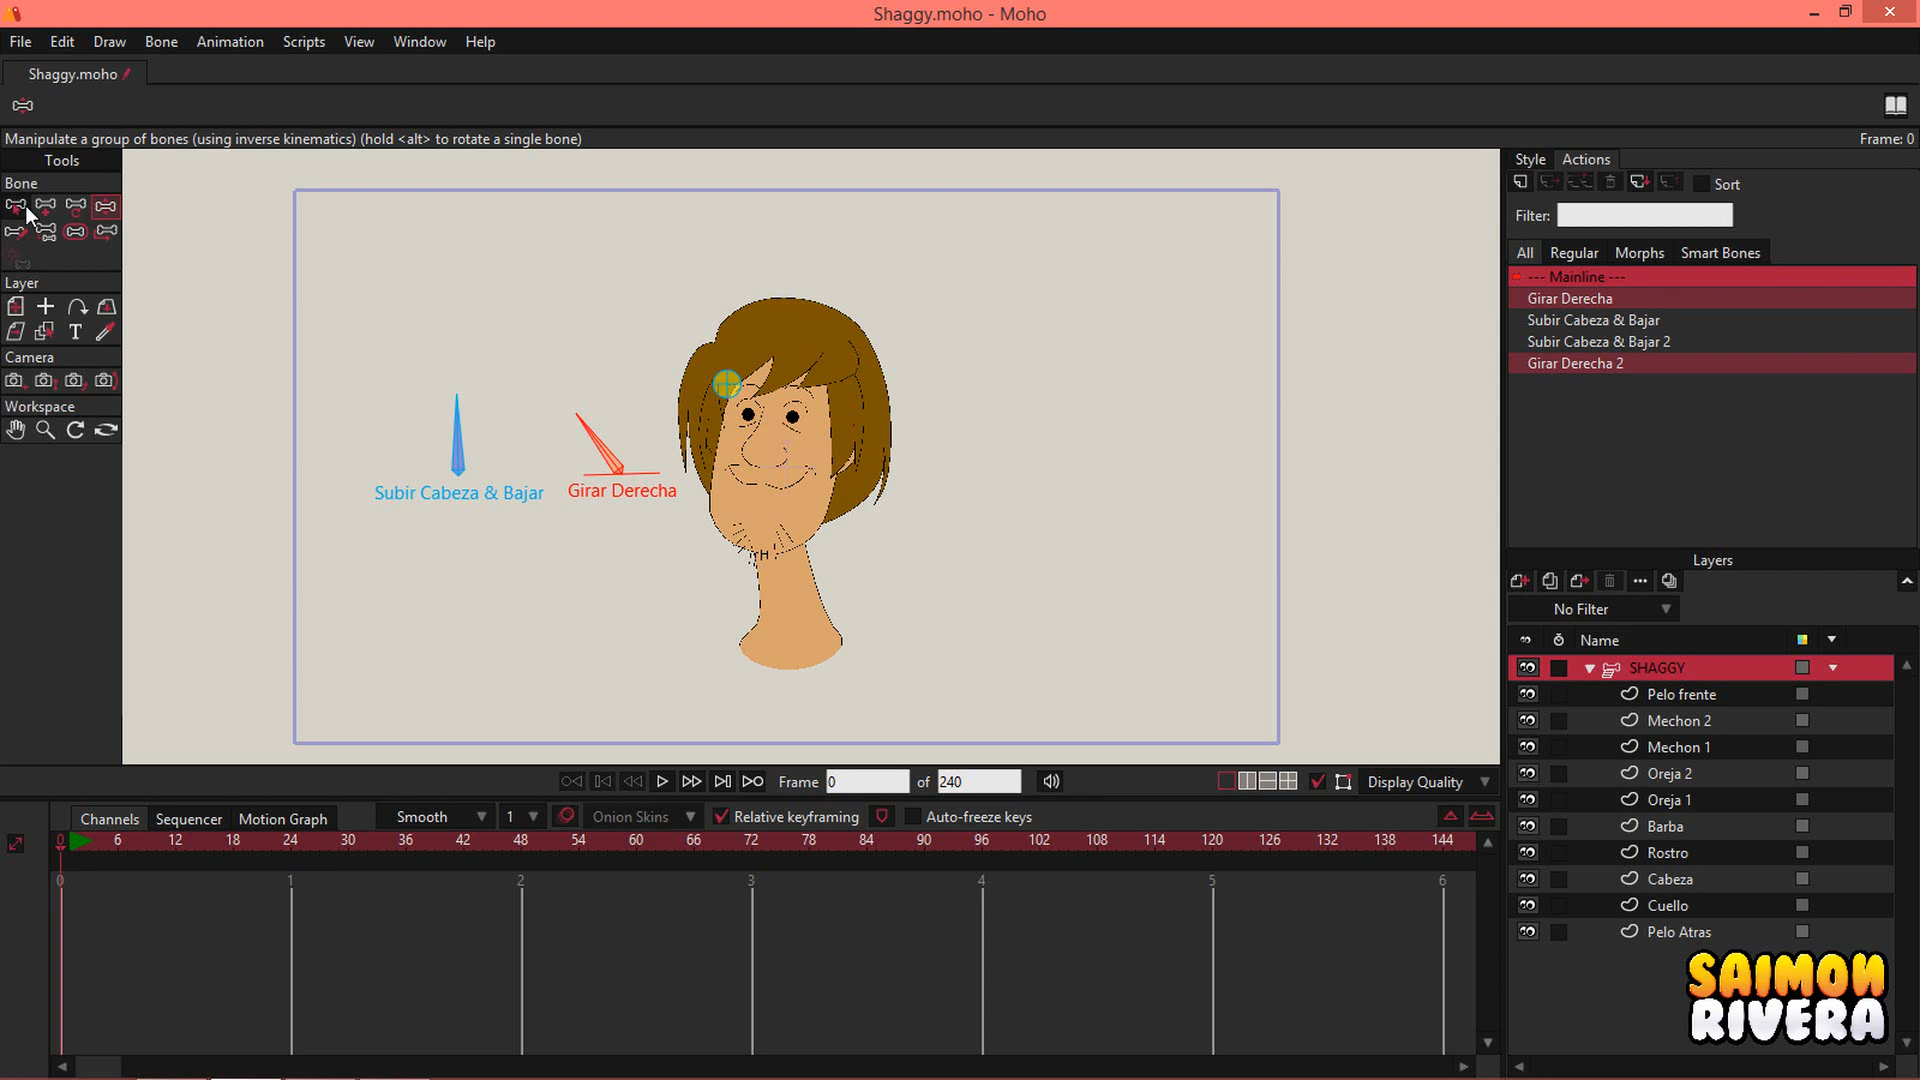 Shaggy.moho - Moho
File Edit Draw Bone Animation Scripts View Window Help
Shaggy.moho
Manipulate a group of bones (using inverse kinematics) (hold <alt> to rotate a single bone)
Frame: 0
Tools
Bone
Layer
T
Camera
Workspace
Subir Cabeza & Bajar
Girar Derecha
Style Actions
Sort
Filter:
All Regular Morphs Smart Bones
--- Mainline ---
Girar Derecha
Subir Cabeza & Bajar
Subir Cabeza & Bajar 2
Girar Derecha 2
Layers
No Filter
Name
SHAGGY
Pelo frente
Mechon 2
Mechon 1
Oreja 2
Oreja 1
Barba
Rostro
Cabeza
Cuello
Pelo Atras
Frame 0 of 240
Display Quality
Channels Sequencer Motion Graph
Smooth 1 Onion Skins Relative keyframing Auto-freeze keys
0 6 12 18 24 30 36 42 48 54 60 66 72 78 84 90 96 102 108 114 120 126 132 138 144
0 1 2 3 4 5 6
SAIMON
RIVERA